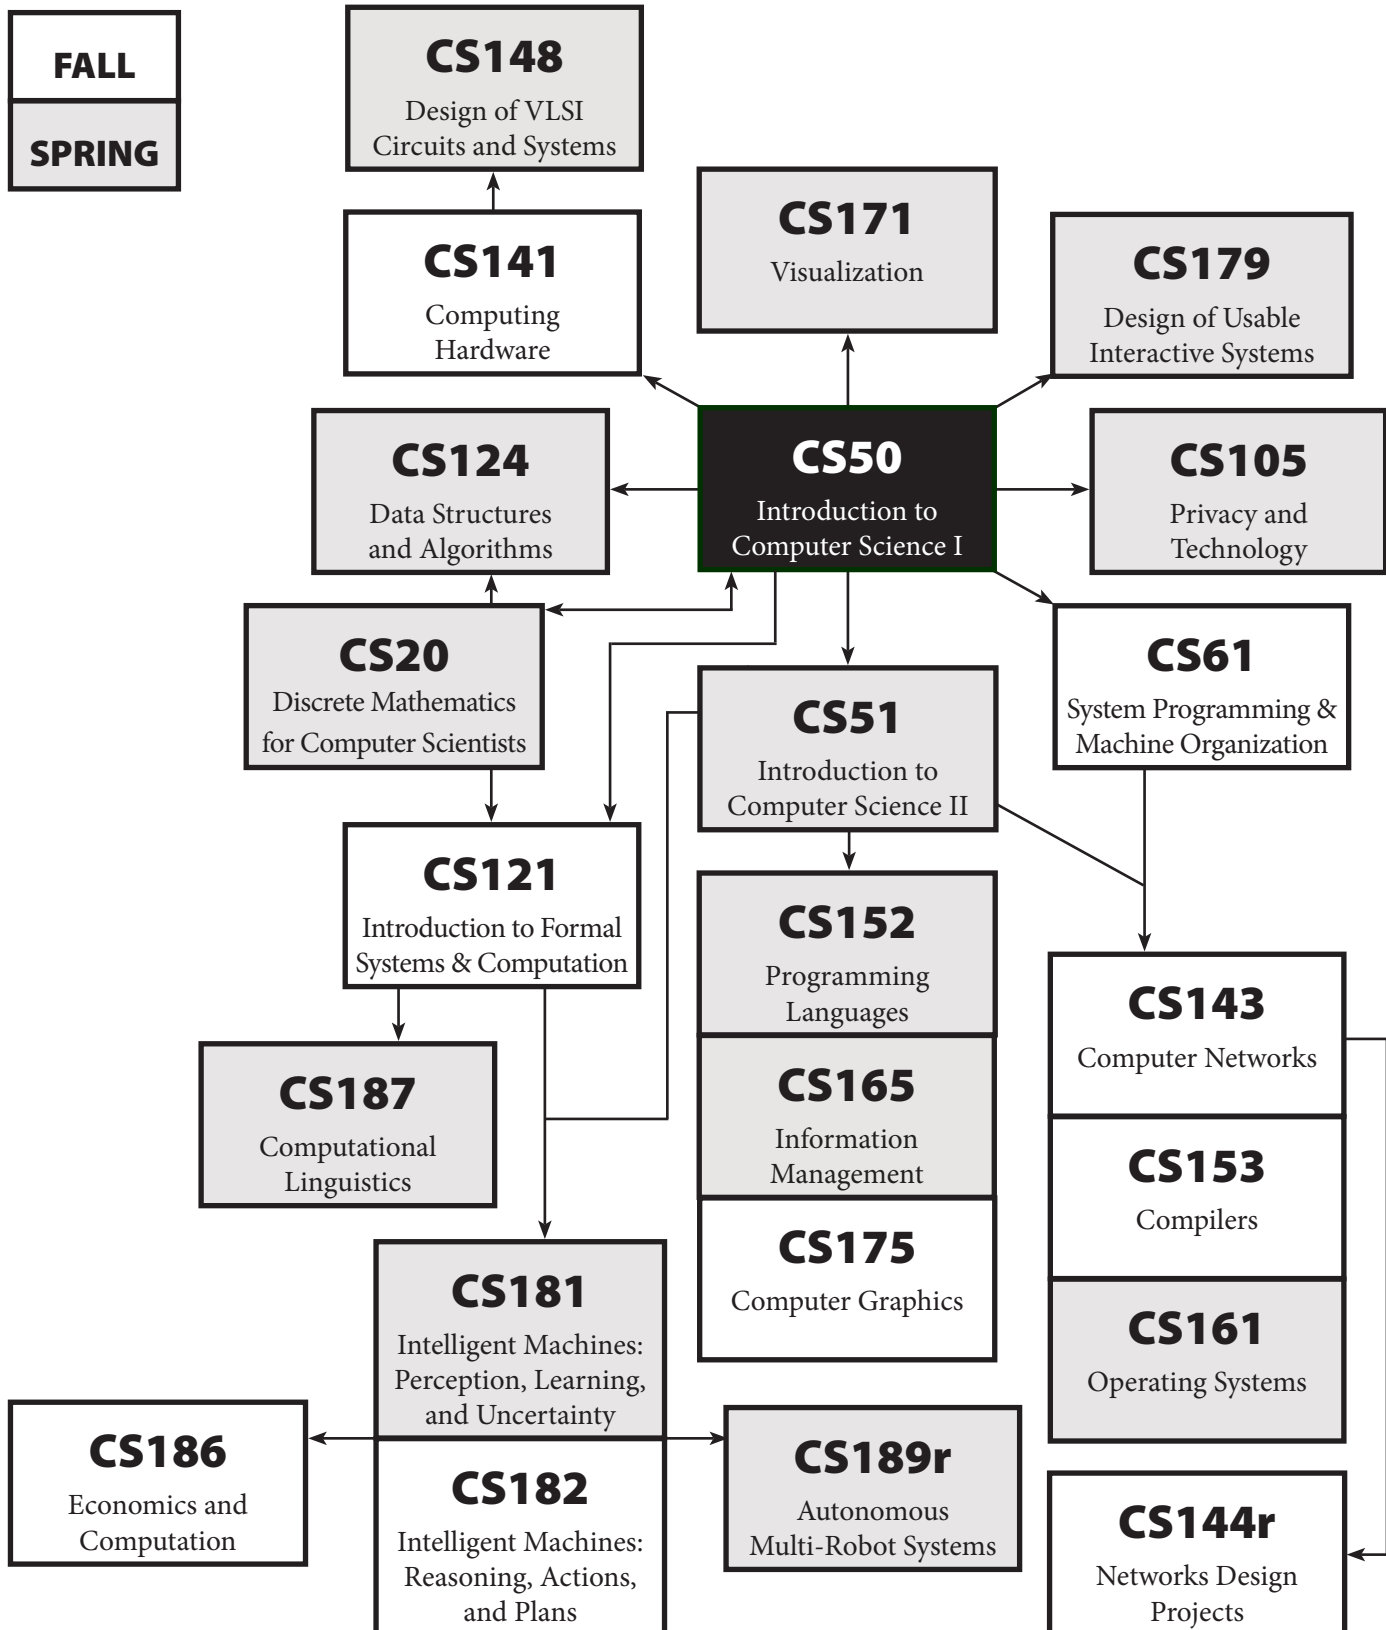 FALL
SPRING
CS148
Design of VLSI
Circuits and Systems
CS171
Visualization
CS141
Computing
Hardware
CS179
Design of Usable
Interactive Systems
CS124
Data Structures
and Algorithms
CS50
Introduction to
Computer Science I
CS105
Privacy and
Technology
CS20
Discrete Mathematics
for Computer Scientists
CS51
Introduction to
Computer Science II
CS61
System Programming &
Machine Organization
CS121
Introduction to Formal
Systems & Computation
CS152
Programming
Languages
CS143
Computer Networks
CS187
Computational
Linguistics
CS165
Information
Management
CS153
Compilers
CS175
Computer Graphics
CS181
Intelligent Machines:
Perception, Learning,
and Uncertainty
CS161
Operating Systems
CS186
Economics and
Computation
CS182
Intelligent Machines:
Reasoning, Actions,
and Plans
CS189r
Autonomous
Multi-Robot Systems
CS144r
Networks Design
Projects